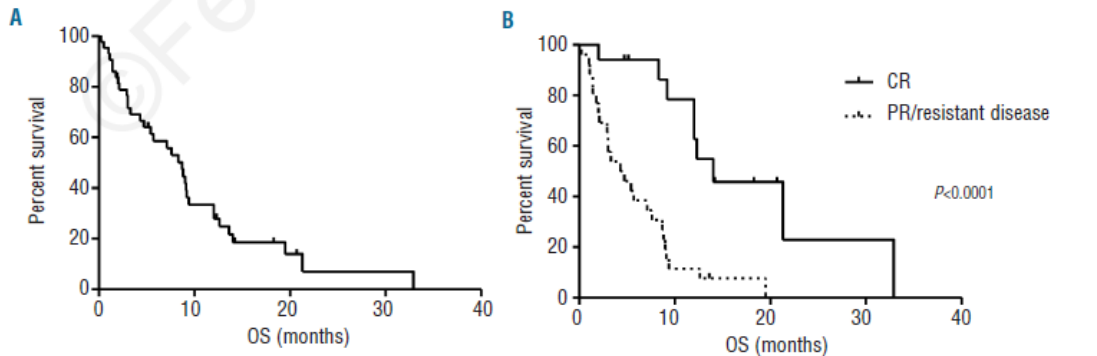 A
©Fe
Percent survival
100
80
60
40
20
0
0 10 20 30 40
OS (months)
B
Percent survival
100
80
60
40
20
0
0 10 20 30 40
OS (months)
CR
PR/resistant disease
P<0.0001